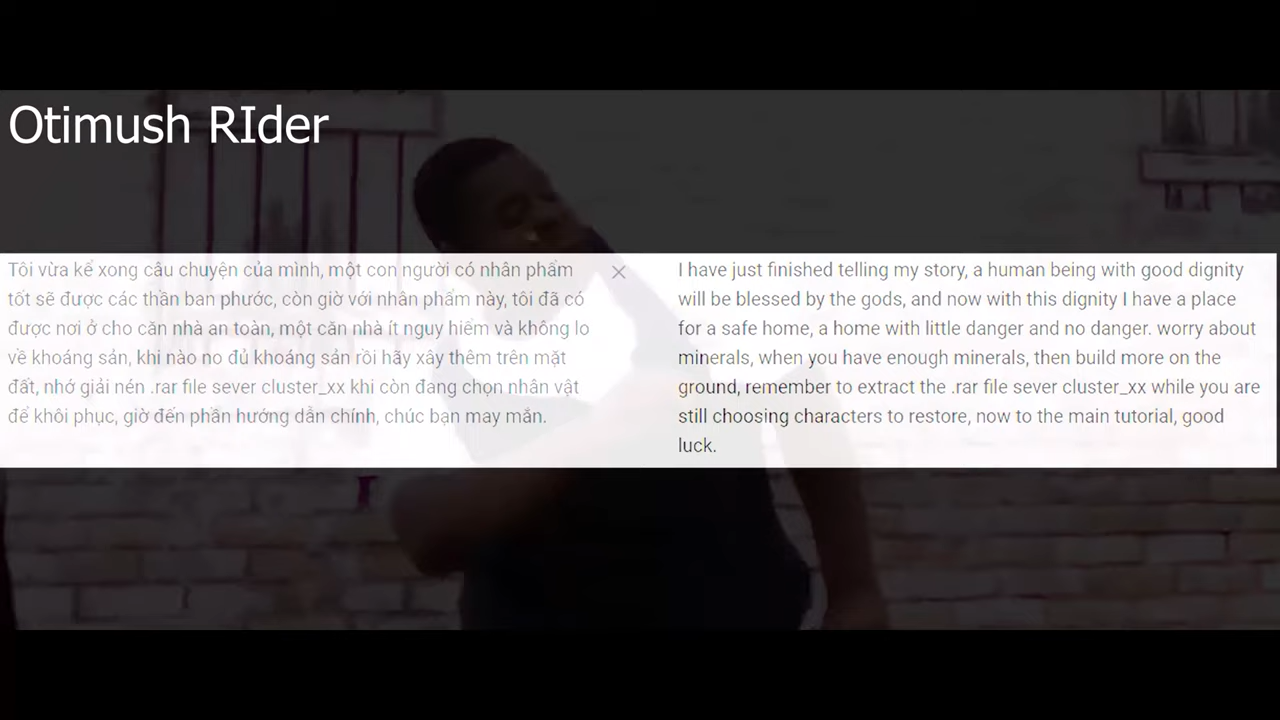 Otimush RIder
Tôi vừa kể xong câu chuyện của mình, một con người có nhân phẩm
tốt sẽ được các thần ban phước, còn giờ với nhân phẩm này, tôi đã có
được nơi ở cho căn nhà an toàn, một căn nhà ít nguy hiểm và không lo
về khoáng sản, khi nào no đủ khoáng sản rồi hãy xây thêm trên mặt
đất, nhớ giải nén .rar file sever cluster_xx khi còn đang chọn nhân vật
để khôi phục, giờ đến phần hướng dẫn chính, chúc bạn may mắn.
I have just finished telling my story, a human being with good dignity
will be blessed by the gods, and now with this dignity I have a place
for a safe home, a home with little danger and no danger. worry about
minerals, when you have enough minerals, then build more on the
ground, remember to extract the .rar file sever cluster_xx while you are
still choosing characters to restore, now to the main tutorial, good
luck.